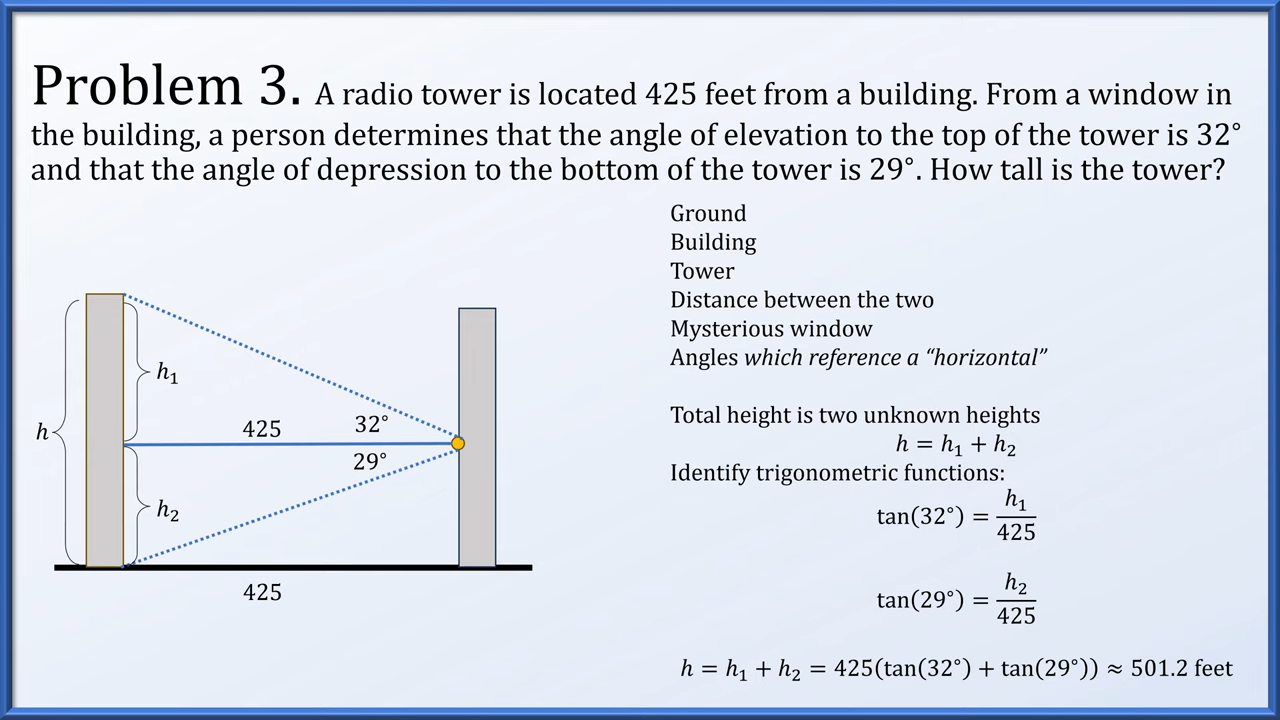 Problem 3. A radio tower is located 425 feet from a building. From a window in
the building, a person determines that the angle of elevation to the top of the tower is 32°
and that the angle of depression to the bottom of the tower is 29°. How tall is the tower?
Ground
Building
Tower
Distance between the two
Mysterious window
Angles which reference a “horizontal”
Total height is two unknown heights
h = h₁ + h₂
Identify trigonometric functions:
tan(32°) = h₁/425
tan(29°) = h₂/425
h = h₁ + h₂ = 425(tan(32°) + tan(29°)) ≈ 501.2 feet
h₁
h
425
32°
29°
h₂
425